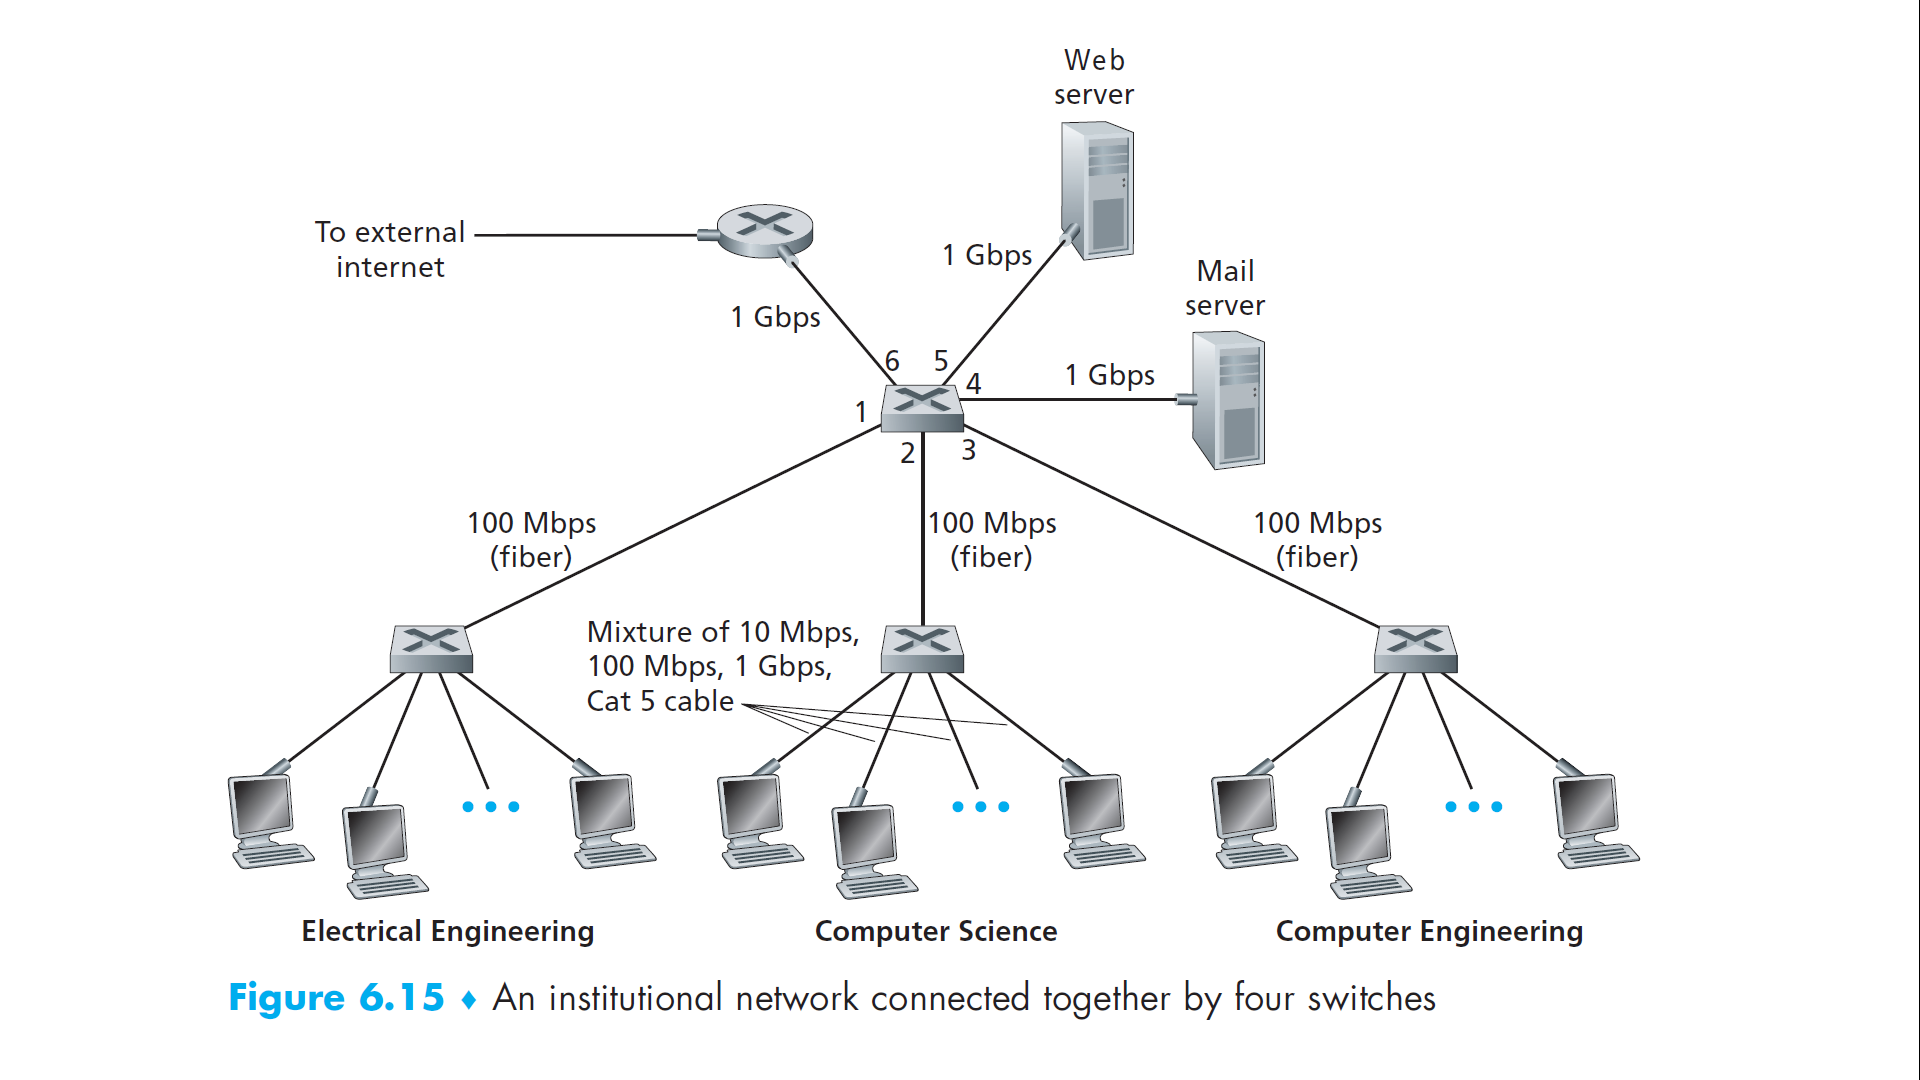 Web
server
To external
internet
1 Gbps
Mail
server
1 Gbps
6
5
4
1 Gbps
1
2
3
100 Mbps
(fiber)
100 Mbps
(fiber)
100 Mbps
(fiber)
Mixture of 10 Mbps,
100 Mbps, 1 Gbps,
Cat 5 cable
Electrical Engineering
Computer Science
Computer Engineering
Figure 6.15 ♦ An institutional network connected together by four switches